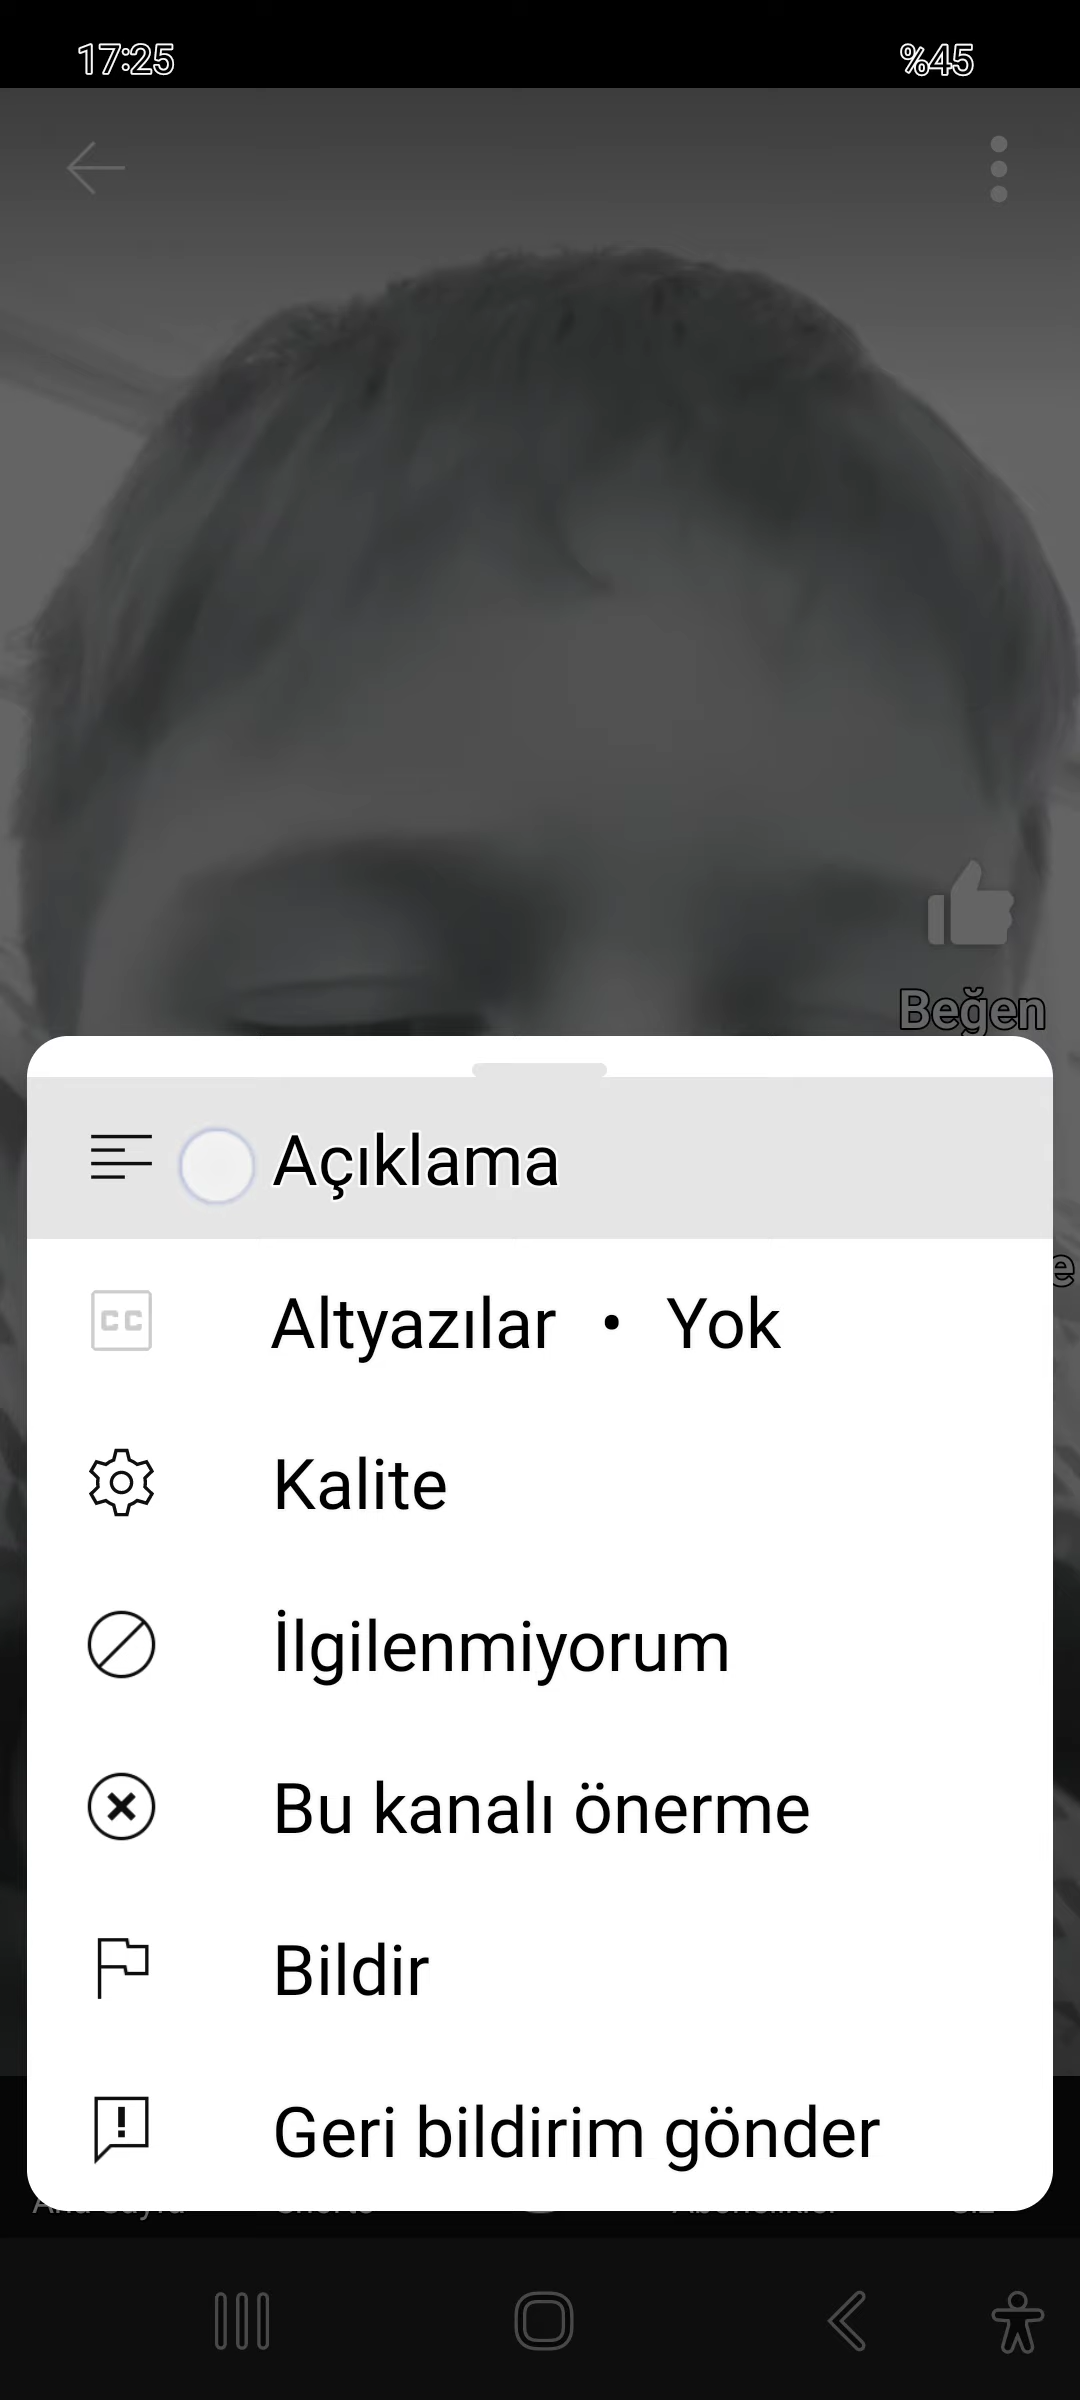 17:25 %45
Beğen
Açıklama
Altyazılar • Yok
Kalite
İlgilenmiyorum
Bu kanalı önerme
Bildir
Geri bildirim gönder